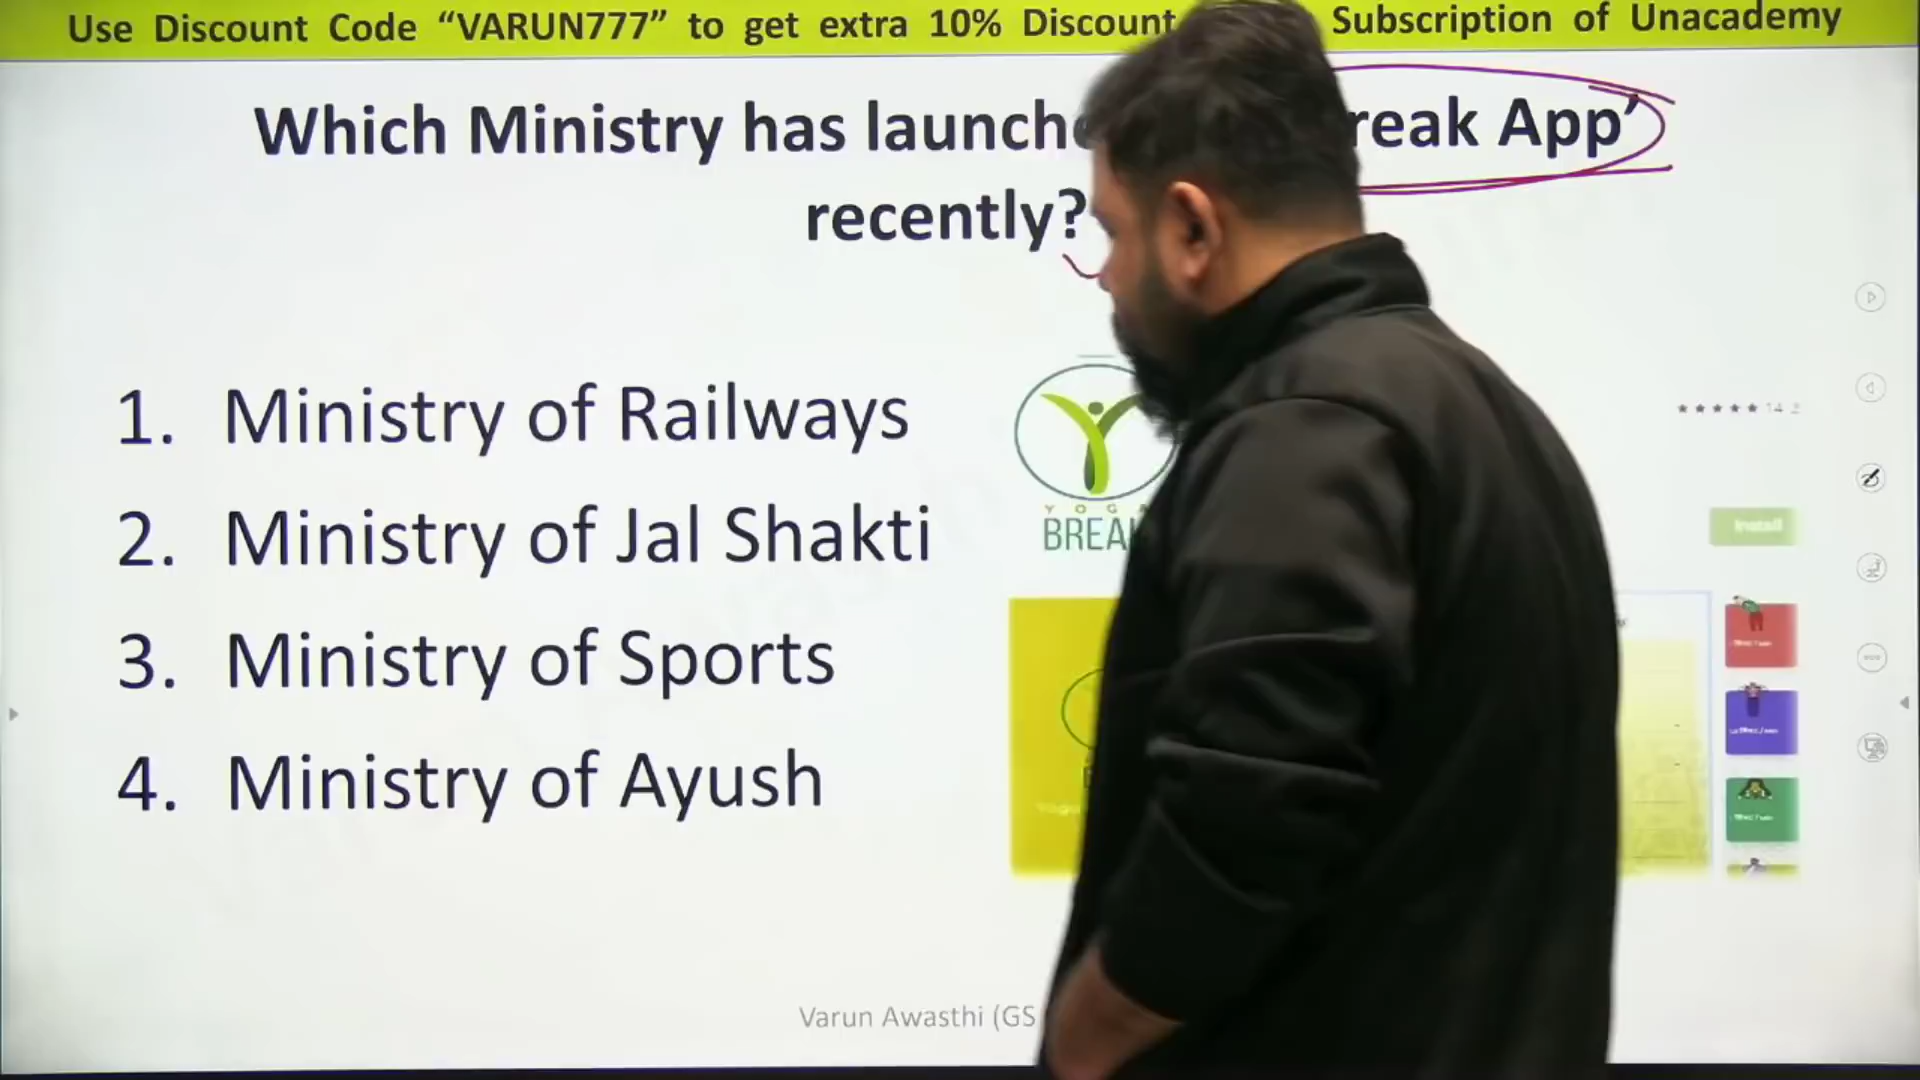 Use Discount Code “VARUN777” to get extra 10% Discount Subscription of Unacademy
Which Ministry has launche reak App’
recently?
1. Ministry of Railways
2. Ministry of Jal Shakti
3. Ministry of Sports
4. Ministry of Ayush
YOGA
BREA
Install
Varun Awasthi (GS